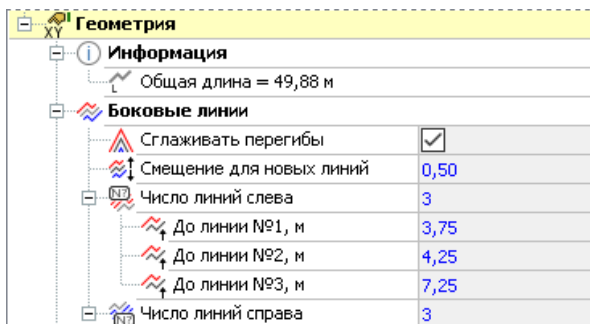 Геометрия
Информация
Общая длина = 49,88 м
Боковые линии
Сглаживать перегибы
Смещение для новых линий 0,50
Число линий слева 3
До линии №1, м 3,75
До линии №2, м 4,25
До линии №3, м 7,25
Число линий справа 3